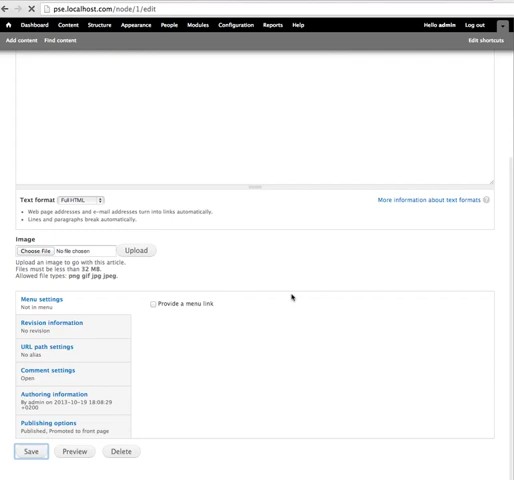 pse.localhost.com/node/1/edit
Dashboard Content Structure Appearance People Modules Configuration Reports Help Hello admin Log out
Add content Find content Edit shortcuts
Text format Full HTML More information about text formats ?
Web page addresses and e-mail addresses turn into links automatically.
Lines and paragraphs break automatically.
Image
Choose File No file chosen Upload
Upload an image to go with this article.
Files must be less than 32 MB.
Allowed file types: png gif jpg jpeg.
Menu settings
Not in menu
Provide a menu link
Revision information
No revision
URL path settings
No alias
Comment settings
Open
Authoring information
By admin on 2013-10-19 18:08:29
+0200
Publishing options
Published, Promoted to front page
Save Preview Delete